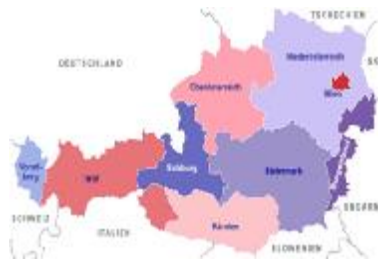 TSCHECHIEN
DEUTSCHLAND
Niederösterreich
Oberösterreich
Wien
Vorarl-
berg
Tirol
Salzburg
Steiermark
Kärnten
SCHWEIZ
ITALIEN
SLOWENIEN
UNGARN